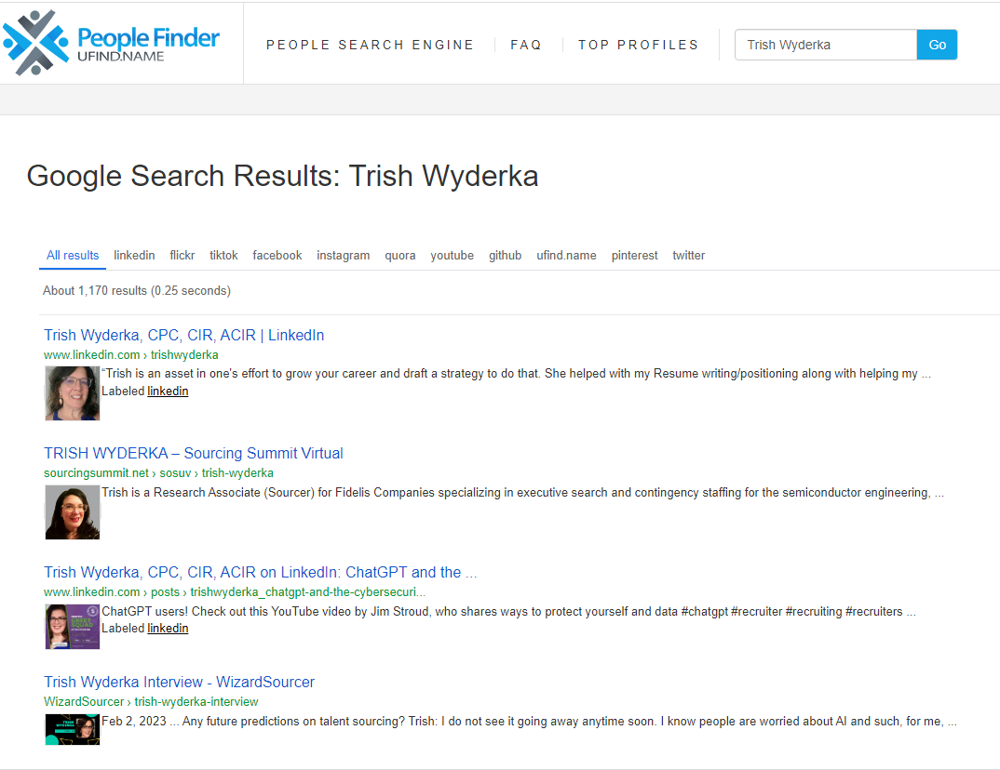 People Finder
UFIND.NAME
PEOPLE SEARCH ENGINE
FAQ
TOP PROFILES
Trish Wyderka
Go
Google Search Results: Trish Wyderka
All results linkedin flickr tiktok facebook instagram quora youtube github ufind.name pinterest twitter
About 1,170 results (0.25 seconds)
Trish Wyderka, CPC, CIR, ACIR | LinkedIn
www.linkedin.com › trishwyderka
“Trish is an asset in one's effort to grow your career and draft a strategy to do that. She helped with my Resume writing/positioning along with helping my ...
Labeled linkedin
TRISH WYDERKA – Sourcing Summit Virtual
sourcingsummit.net › sosuv › trish-wyderka
Trish is a Research Associate (Sourcer) for Fidelis Companies specializing in executive search and contingency staffing for the semiconductor engineering, ...
Trish Wyderka, CPC, CIR, ACIR on LinkedIn: ChatGPT and the ...
www.linkedin.com › posts › trishwyderka_chatgpt-and-the-cybersecuri...
ChatGPT users! Check out this YouTube video by Jim Stroud, who shares ways to protect yourself and data #chatgpt #recruiter #recruiting #recruiters ...
Labeled linkedin
Trish Wyderka Interview - WizardSourcer
WizardSourcer › trish-wyderka-interview
TRISH
WYDERKA
Feb 2, 2023 ... Any future predictions on talent sourcing? Trish: I do not see it going away anytime soon. I know people are worried about AI and such, for me, ...